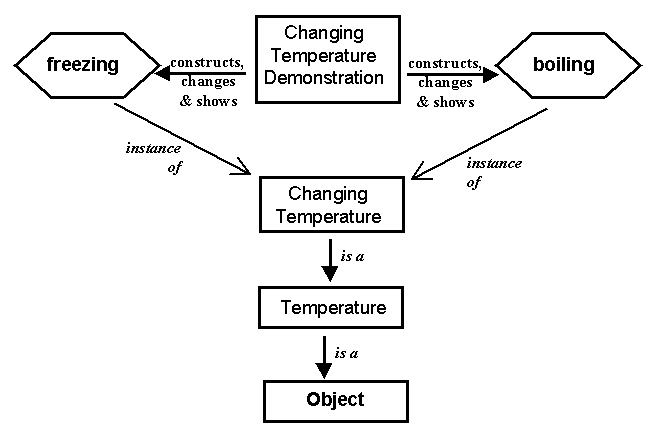 freezing
constructs,
changes
& shows
Changing
Temperature
Demonstration
constructs,
changes
& shows
boiling
instance
of
instance
of
Changing
Temperature
is a
Temperature
is a
Object